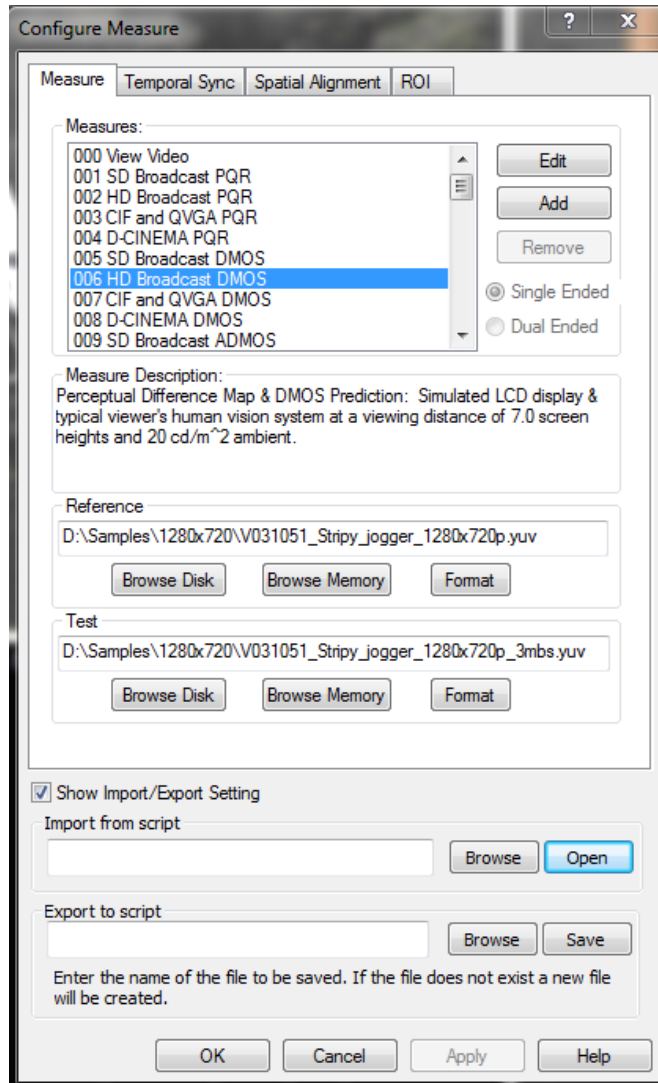 Configure Measure
? X
Measure Temporal Sync Spatial Alignment ROI
Measures:
000 View Video
001 SD Broadcast PQR
002 HD Broadcast PQR
003 CIF and QVGA PQR
004 D-CINEMA PQR
005 SD Broadcast DMOS
006 HD Broadcast DMOS
007 CIF and QVGA DMOS
008 D-CINEMA DMOS
009 SD Broadcast ADMOS
Edit
Add
Remove
Single Ended
Dual Ended
Measure Description:
Perceptual Difference Map & DMOS Prediction: Simulated LCD display &
typical viewer's human vision system at a viewing distance of 7.0 screen
heights and 20 cd/m^2 ambient.
Reference
D:\Samples\1280x720\V031051_Stripy_jogger_1280x720p.yuv
Browse Disk Browse Memory Format
Test
D:\Samples\1280x720\V031051_Stripy_jogger_1280x720p_3mbs.yuv
Browse Disk Browse Memory Format
Show Import/Export Setting
Import from script
Browse Open
Export to script
Browse Save
Enter the name of the file to be saved. If the file does not exist a new file
will be created.
OK Cancel Apply Help